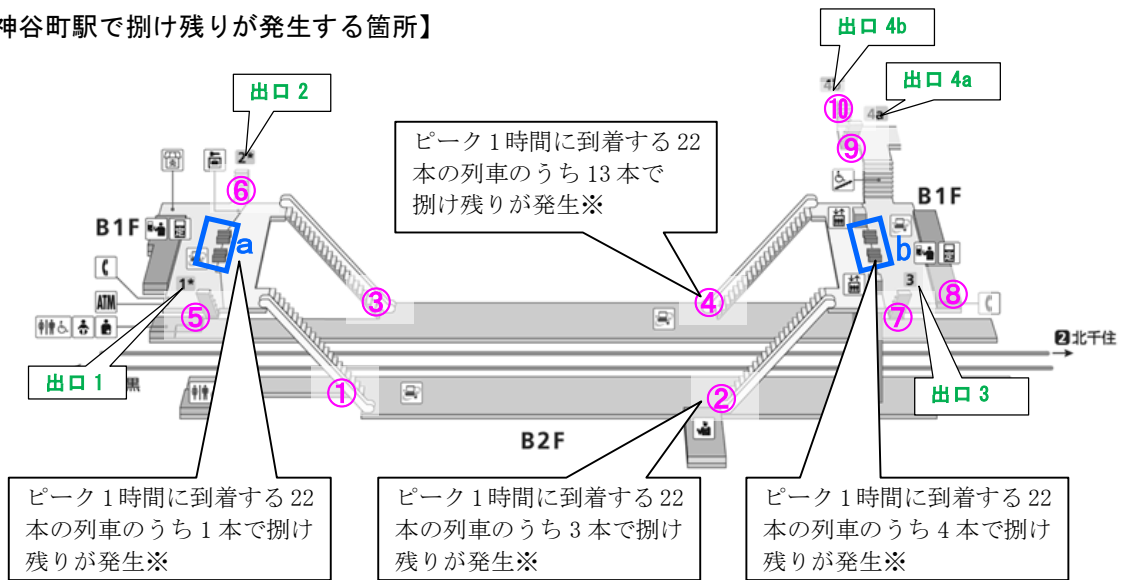 神谷町駅で捌け残りが発生する箇所】
出口 4b
出口 4a
出口 2
ピーク1時間に到着する 22
本の列車のうち 13 本で
捌け残りが発生※
4a
2*
⑩
⑨
⑥
B1F
B1F
a
b
1*
3
ATM
③
④
⑤
⑦
⑧
2北千住
出口 1
黒
①
②
出口 3
B2F
ピーク1時間に到着する 22
本の列車のうち 1 本で捌け
残りが発生※
ピーク1時間に到着する 22
本の列車のうち 3 本で捌け
残りが発生※
ピーク1時間に到着する 22
本の列車のうち 4 本で捌け
残りが発生※